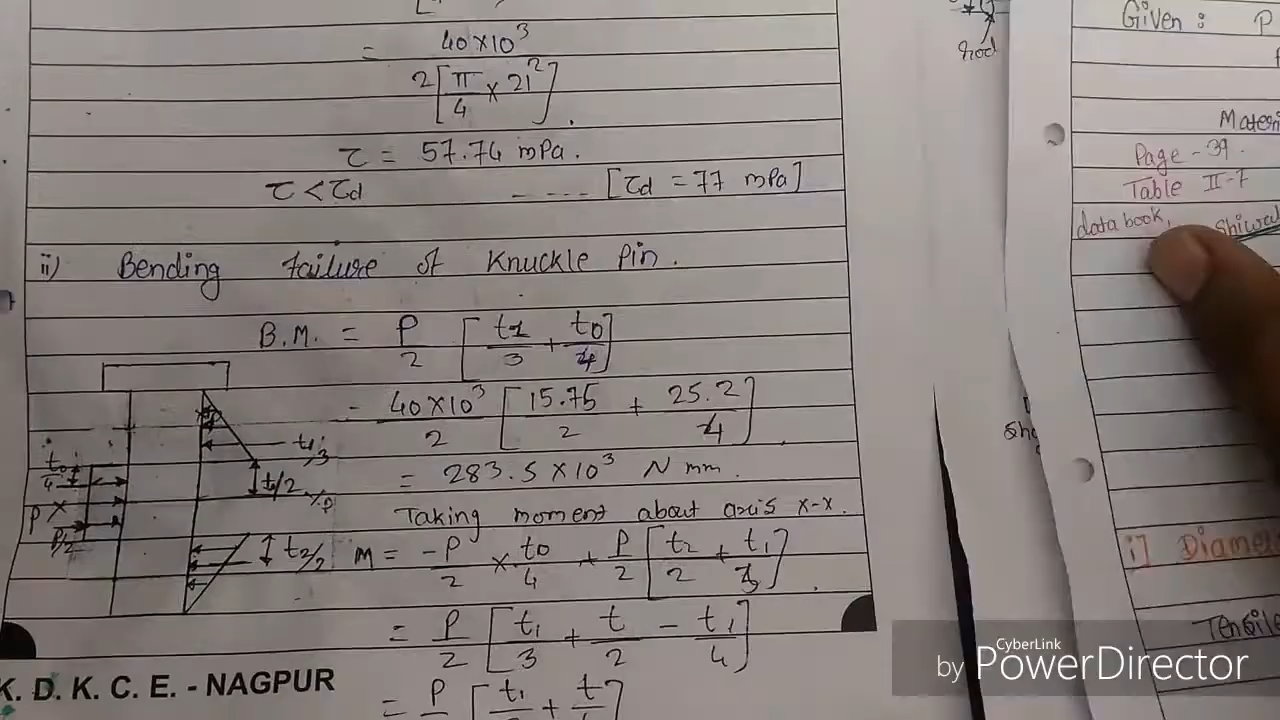 = 40×10³
2[π/4 × 21²].
τ = 57.74 mPa.
τ < τd ---- [τd = 77 mPa]
ii) Bending failure of Knuckle Pin.
B.M. = P/2 [t1/3 + t0/4]
= 40×10³/2 [15.75/2 + 25.2/4].
= 283.5×10³ N mm.
Taking moment about axis x-x.
M = -P/2 × t0/4 + P/2 [t2/2 + t1/3].
= P/2 [t1/3 + t/2 - t1/4]
= P [t1 + t/4]
t0/4
t1/3
t/2
P X
P/2
t2/2
K. D. K. C. E. - NAGPUR
rod
Given : P
Materi
Page - 39.
Table II-7
data book, Shiwal
i] Diamet
Tensile
CyberLink
by PowerDirector